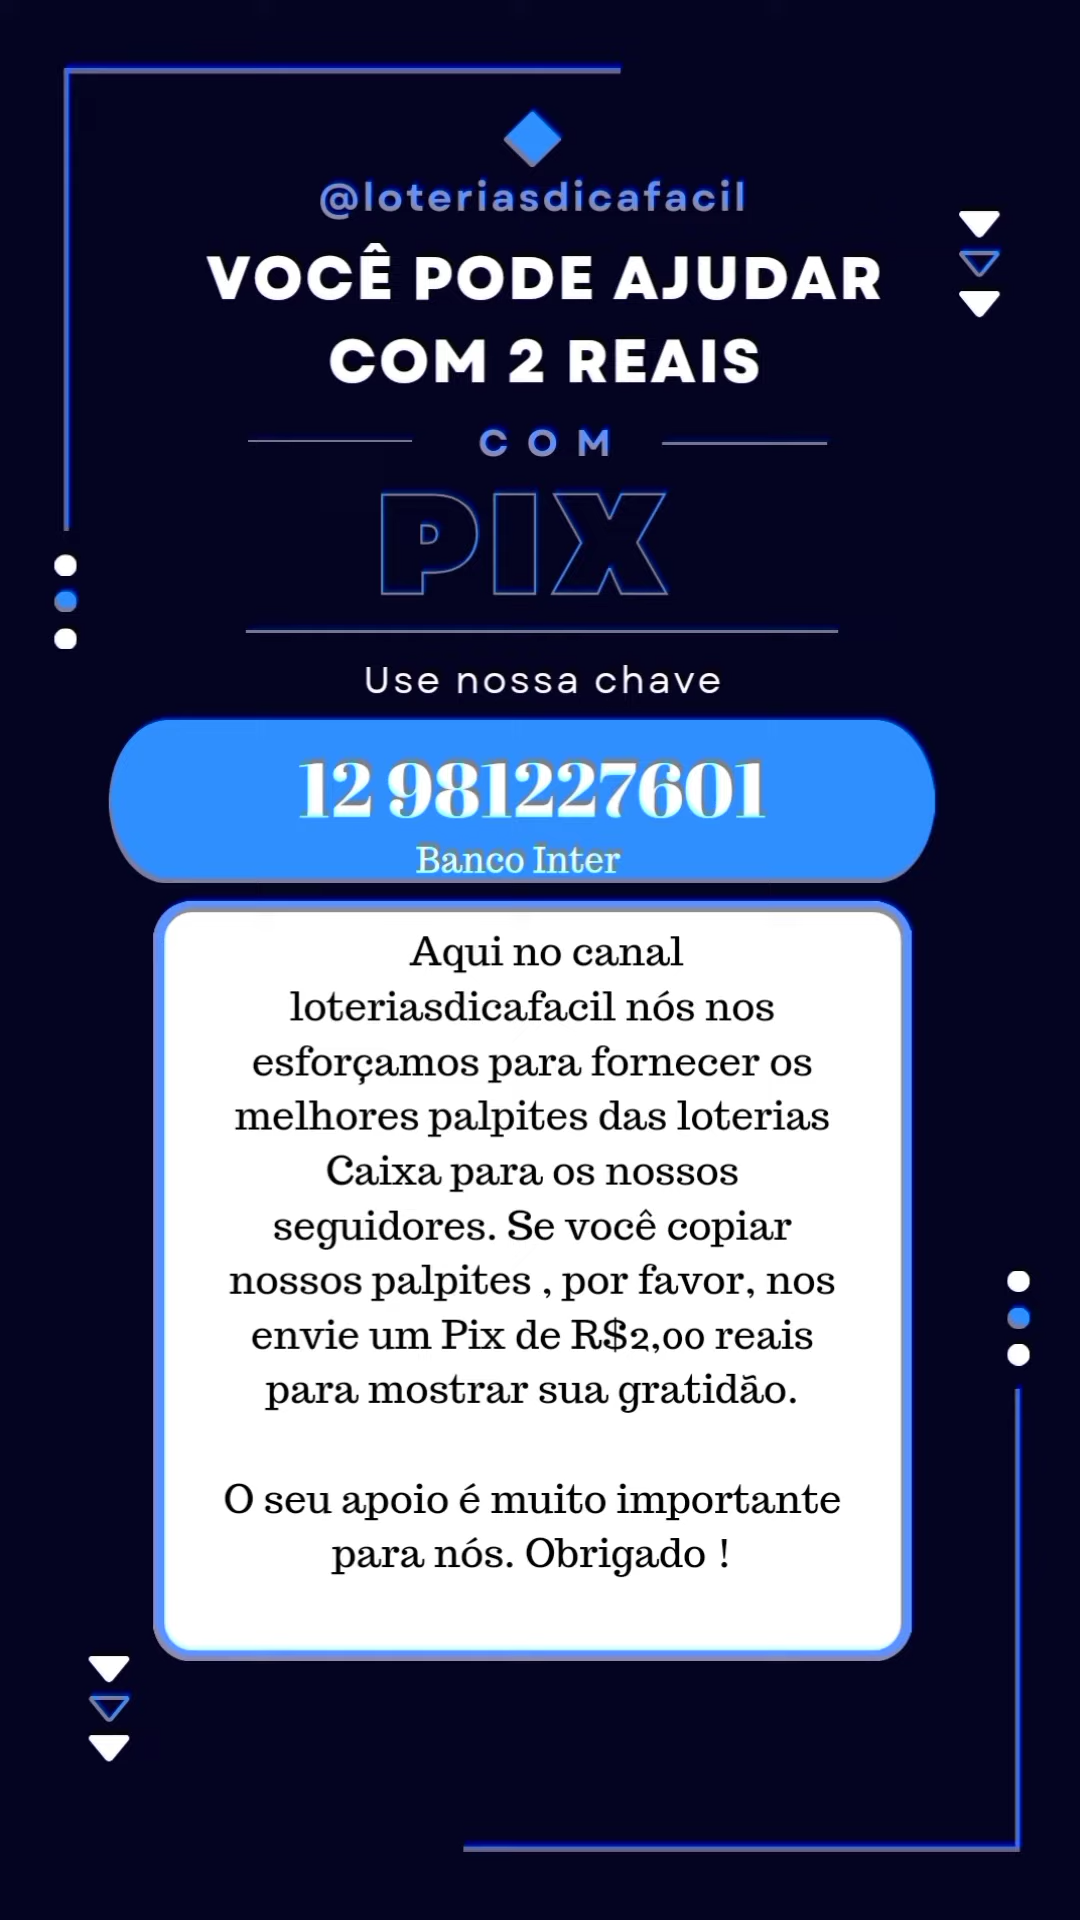 @loteriasdicafacil
VOCÊ PODE AJUDAR
COM 2 REAIS
COM
PIX
Use nossa chave
12 981227601
Banco Inter
Aqui no canal
loteriasdicafacil nós nos
esforçamos para fornecer os
melhores palpites das loterias
Caixa para os nossos
seguidores. Se você copiar
nossos palpites , por favor, nos
envie um Pix de R$2,00 reais
para mostrar sua gratidão.
O seu apoio é muito importante
para nós. Obrigado !